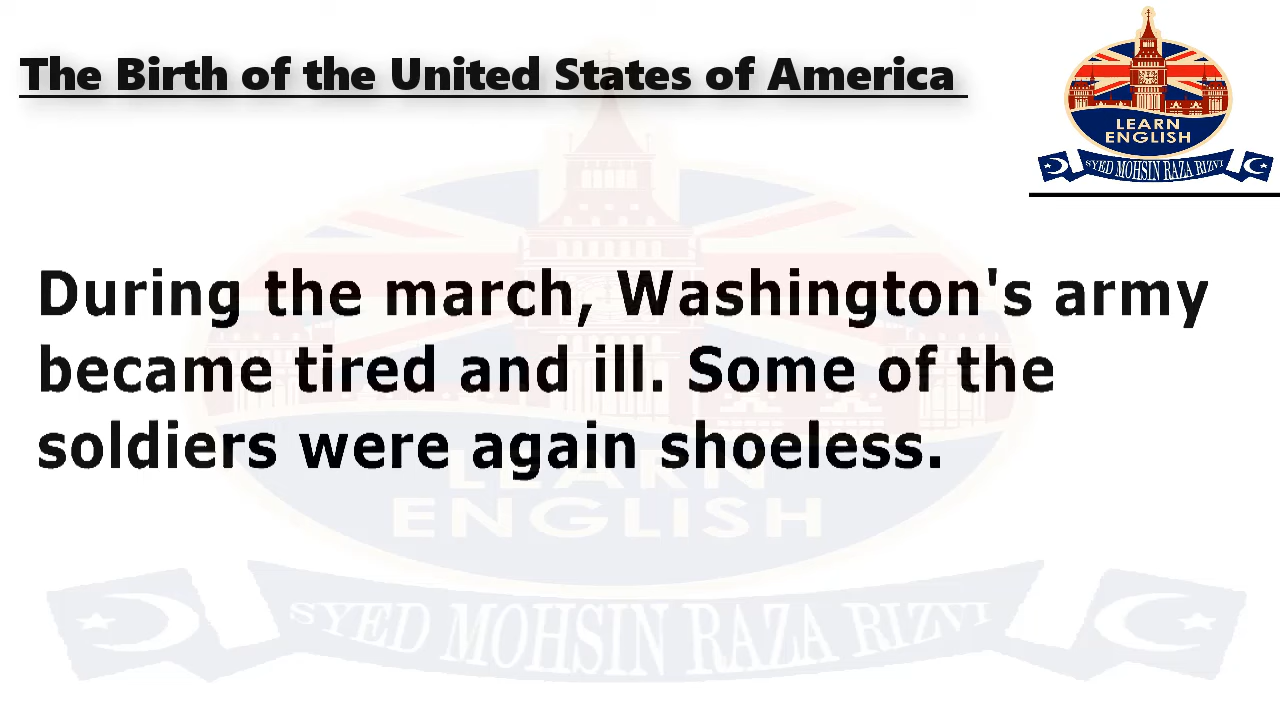 The Birth of the United States of America
LEARN
ENGLISH
SYED MOHSIN RAZA RIZVI
During the march, Washington's army
became tired and ill. Some of the
soldiers were again shoeless.
LEARN
ENGLISH
SYED MOHSIN RAZA RIZVI